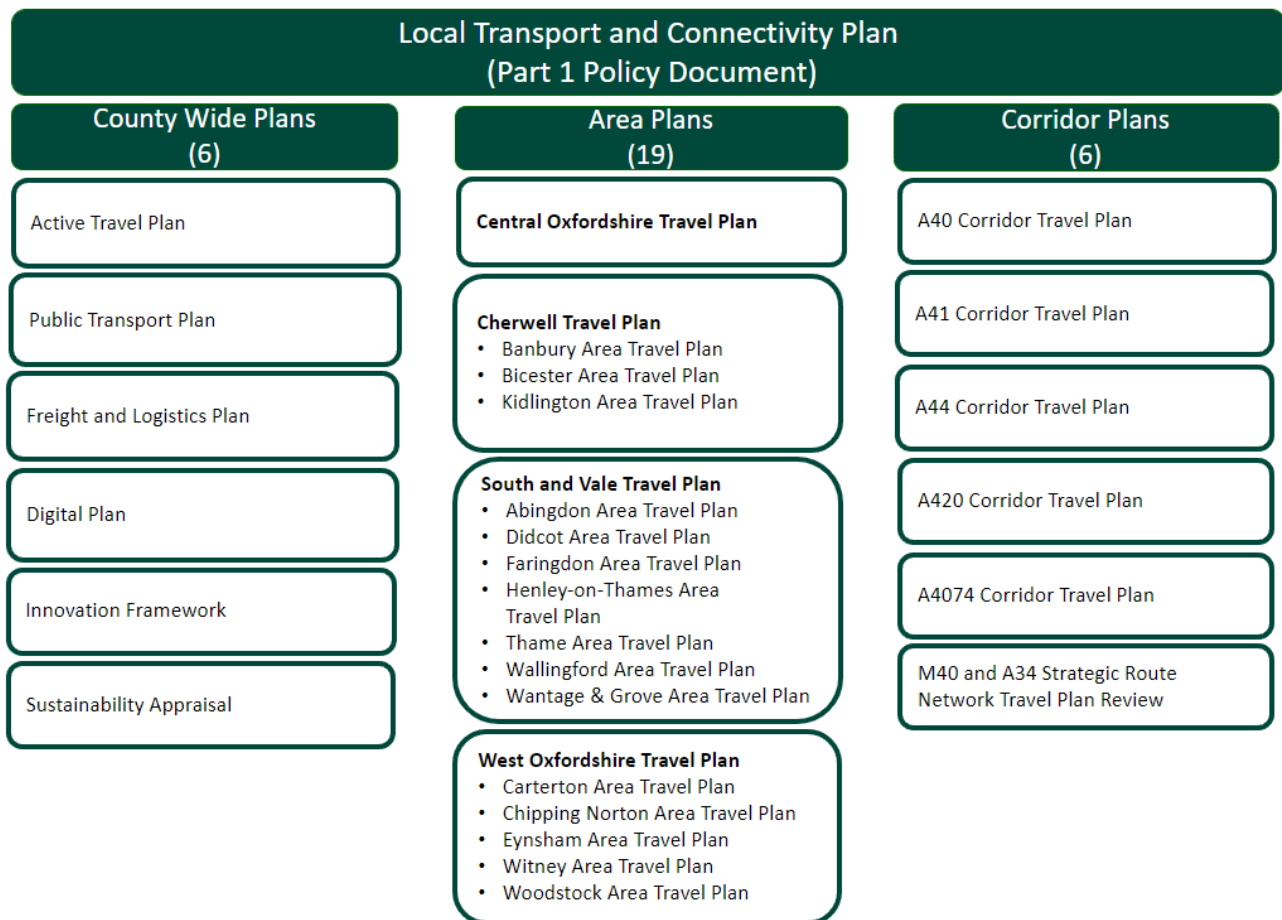 Local Transport and Connectivity Plan
(Part 1 Policy Document)
County Wide Plans
(6)
Active Travel Plan
Public Transport Plan
Freight and Logistics Plan
Digital Plan
Innovation Framework
Sustainability Appraisal
Area Plans
(19)
Central Oxfordshire Travel Plan
Cherwell Travel Plan
• Banbury Area Travel Plan
• Bicester Area Travel Plan
• Kidlington Area Travel Plan
South and Vale Travel Plan
• Abingdon Area Travel Plan
• Didcot Area Travel Plan
• Faringdon Area Travel Plan
• Henley-on-Thames Area
Travel Plan
• Thame Area Travel Plan
• Wallingford Area Travel Plan
• Wantage & Grove Area Travel Plan
West Oxfordshire Travel Plan
• Carterton Area Travel Plan
• Chipping Norton Area Travel Plan
• Eynsham Area Travel Plan
• Witney Area Travel Plan
• Woodstock Area Travel Plan
Corridor Plans
(6)
A40 Corridor Travel Plan
A41 Corridor Travel Plan
A44 Corridor Travel Plan
A420 Corridor Travel Plan
A4074 Corridor Travel Plan
M40 and A34 Strategic Route
Network Travel Plan Review